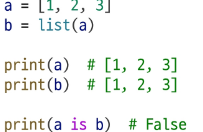 a = [1, 2, 3]
b = list(a)
print(a)  # [1, 2, 3]
print(b)  # [1, 2, 3]
print(a is b)  # False